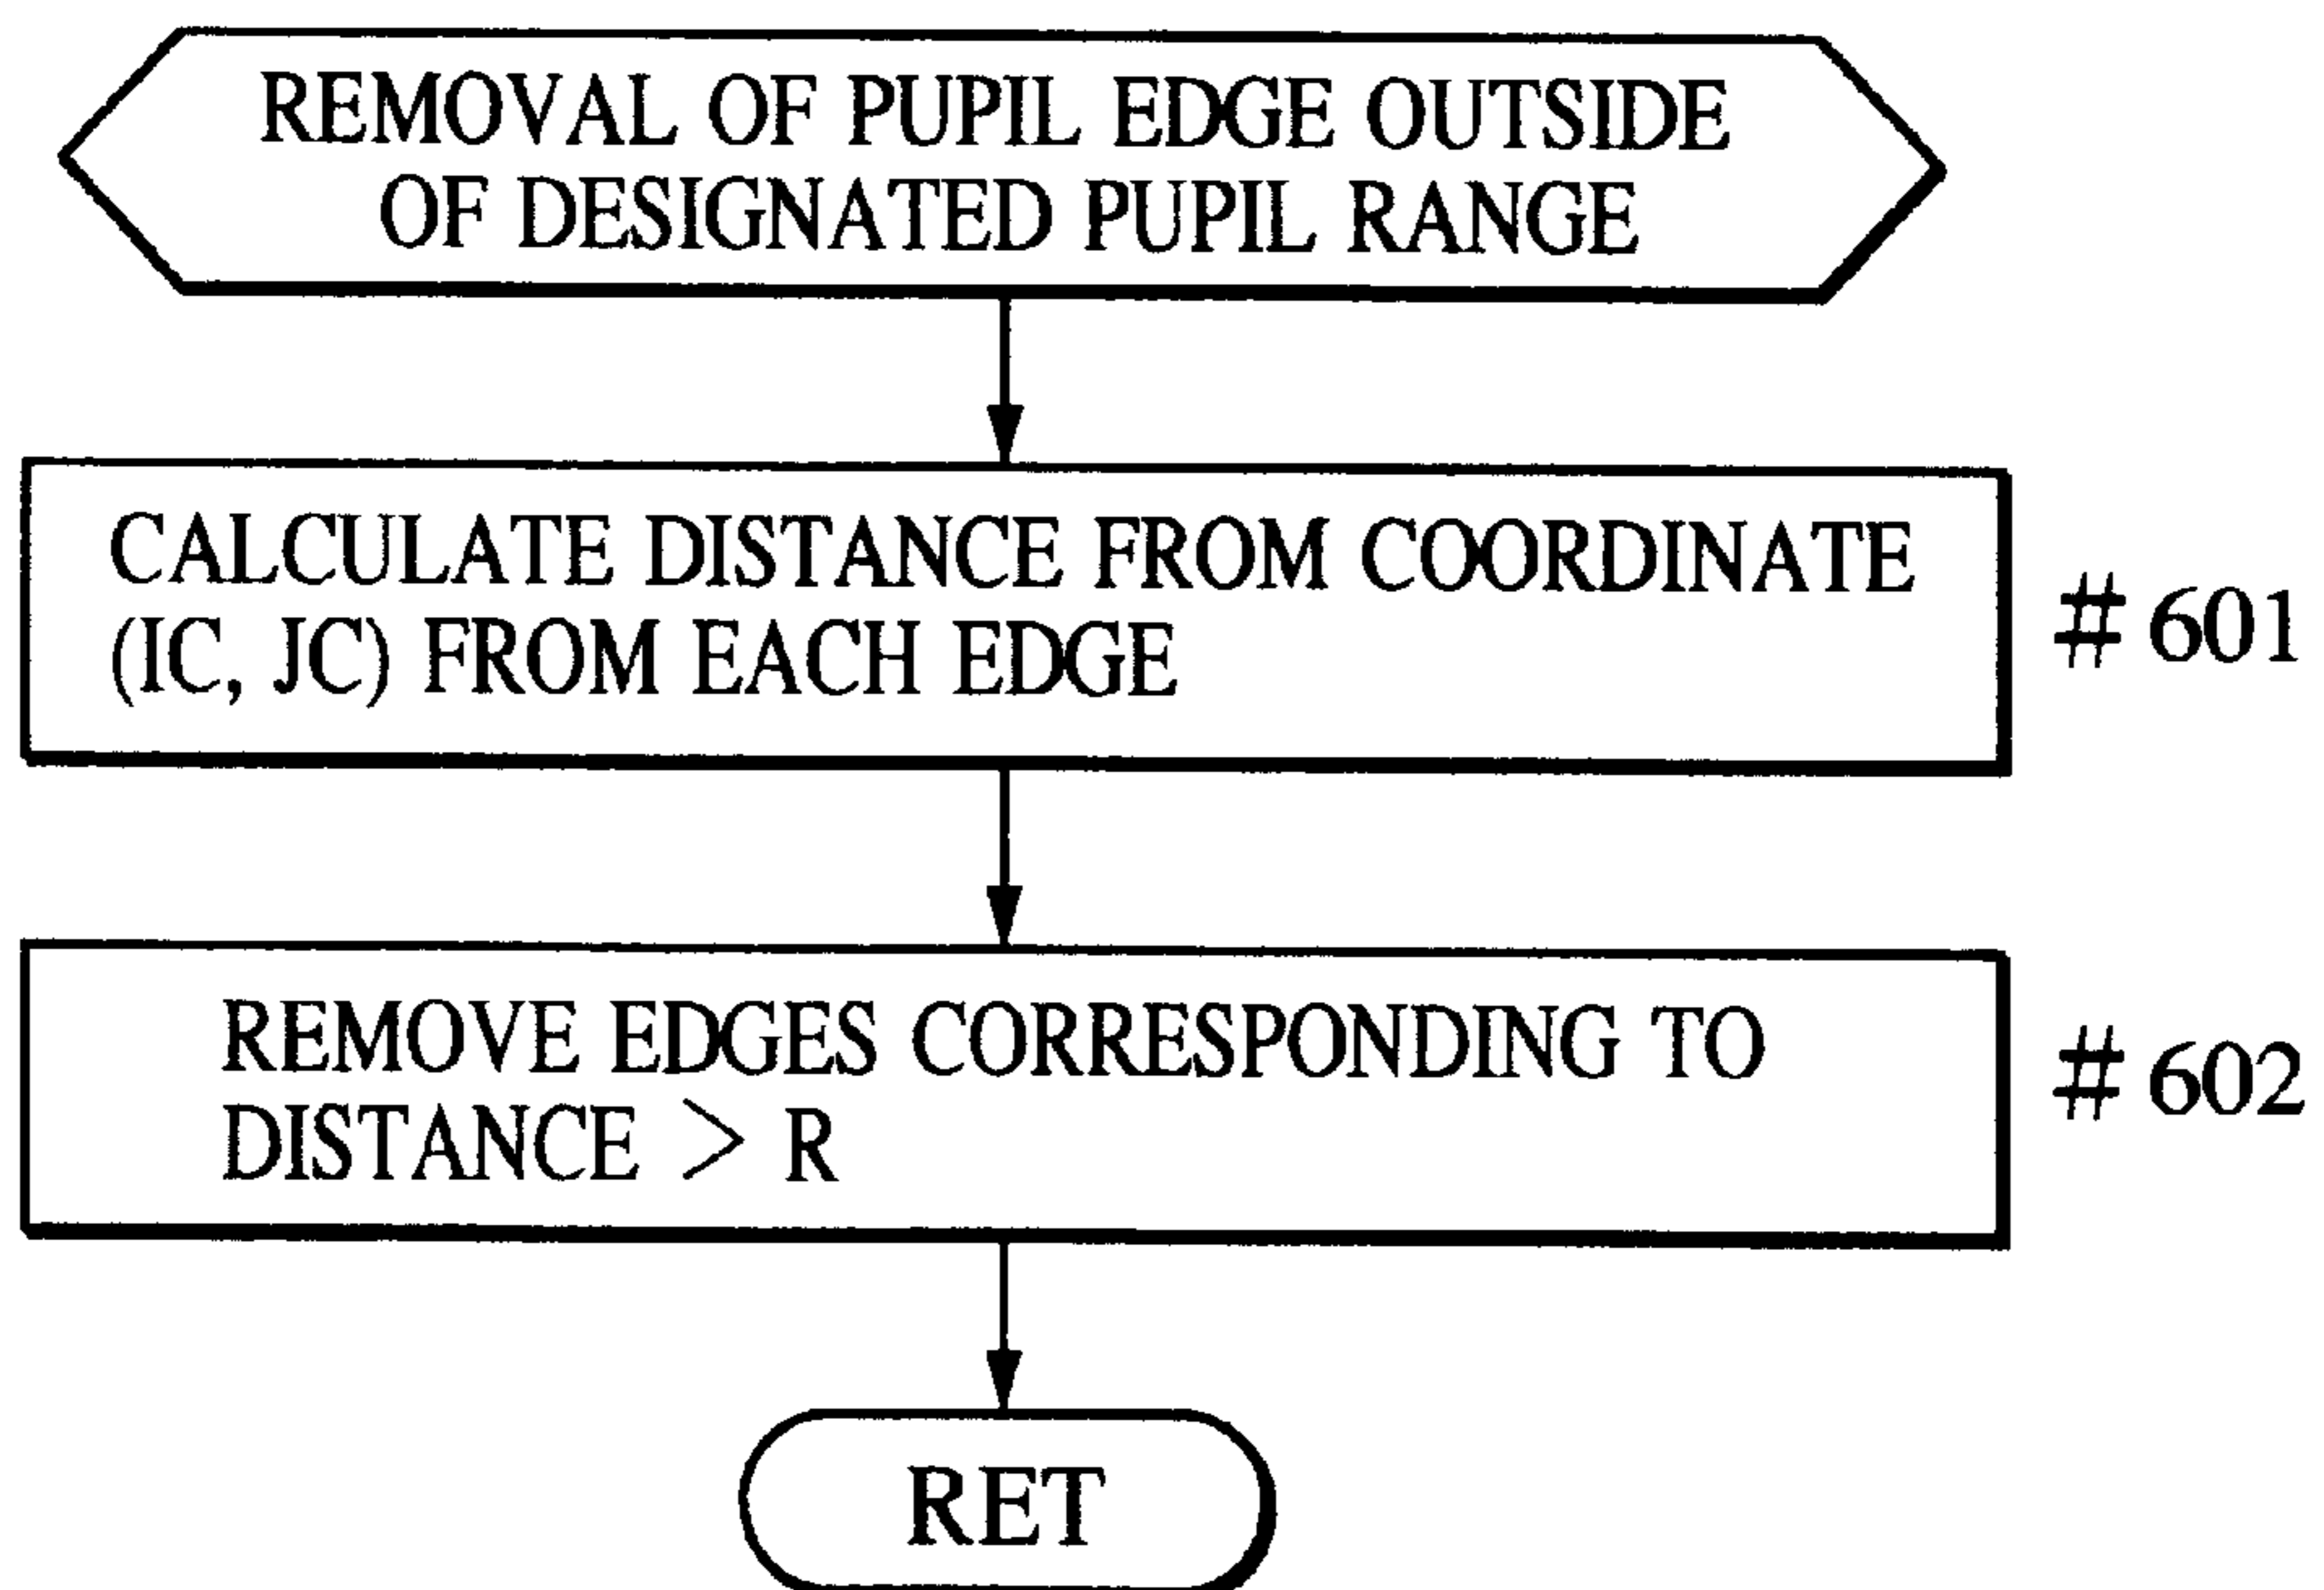 REMOVAL OF PUPIL EDGE OUTSIDE
OF DESIGNATED PUPIL RANGE
CALCULATE DISTANCE FROM COORDINATE
(IC, JC) FROM EACH EDGE
# 601
REMOVE EDGES CORRESPONDING TO
DISTANCE > R
# 602
RET